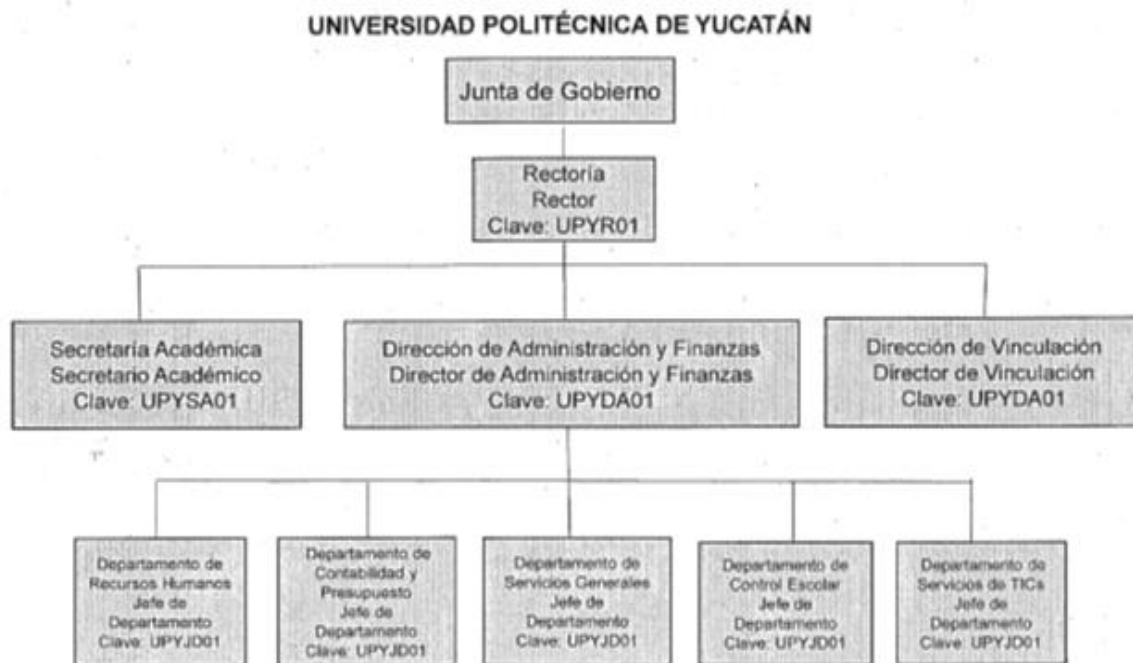 UNIVERSIDAD POLITÉCNICA DE YUCATÁN
Junta de Gobierno
Rectoría
Rector
Clave: UPYR01
Secretaría Académica
Secretario Académico
Clave: UPYSA01
Dirección de Administración y Finanzas
Director de Administración y Finanzas
Clave: UPYDA01
Dirección de Vinculación
Director de Vinculación
Clave: UPYDA01
Departamento de
Recursos Humanos
Jefe de
Departamento
Clave: UPYJD01
Departamento de
Contabilidad y
Presupuesto
Jefe de
Departamento
Clave: UPYJD01
Departamento de
Servicios Generales
Jefe de
Departamento
Clave: UPYJD01
Departamento de
Control Escolar
Jefe de
Departamento
Clave: UPYJD01
Departamento de
Servicios de TICs
Jefe de
Departamento
Clave: UPYJD01